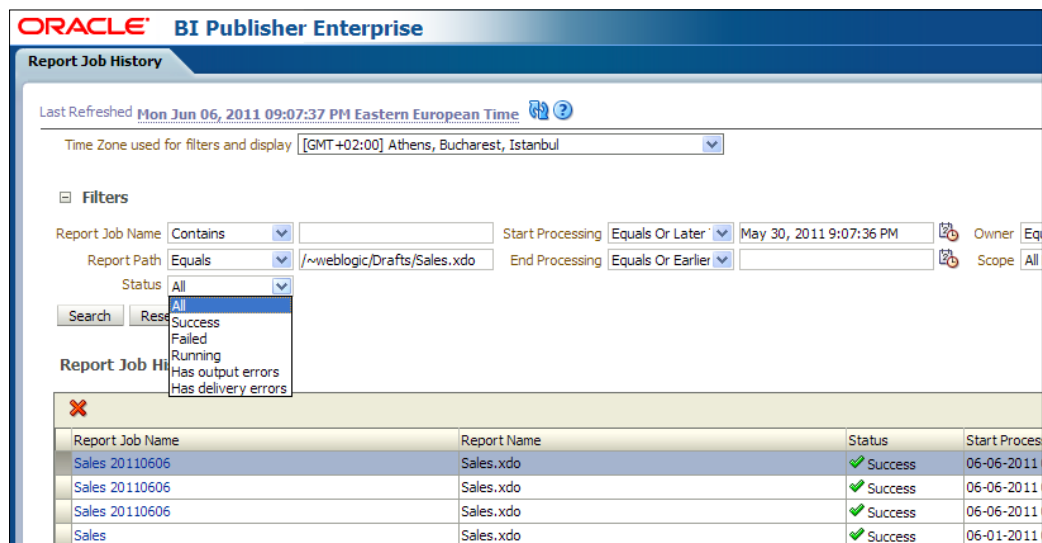 ORACLE® BI Publisher Enterprise
Report Job History
Last Refreshed Mon Jun 06, 2011 09:07:37 PM Eastern European Time
Time Zone used for filters and display [GMT+02:00] Athens, Bucharest, Istanbul
Filters
Report Job Name Contains Start Processing Equals Or Later May 30, 2011 9:07:36 PM Owner Equ
Report Path Equals /~weblogic/Drafts/Sales.xdo End Processing Equals Or Earlier Scope All
Status All
All
Search Rese
Success
Failed
Running
Report Job Hi
Has output errors
Has delivery errors
Report Job Name Report Name Status Start Proces
Sales 20110606 Sales.xdo Success 06-06-2011
Sales 20110606 Sales.xdo Success 06-06-2011
Sales 20110606 Sales.xdo Success 06-06-2011
Sales Sales.xdo Success 06-01-2011